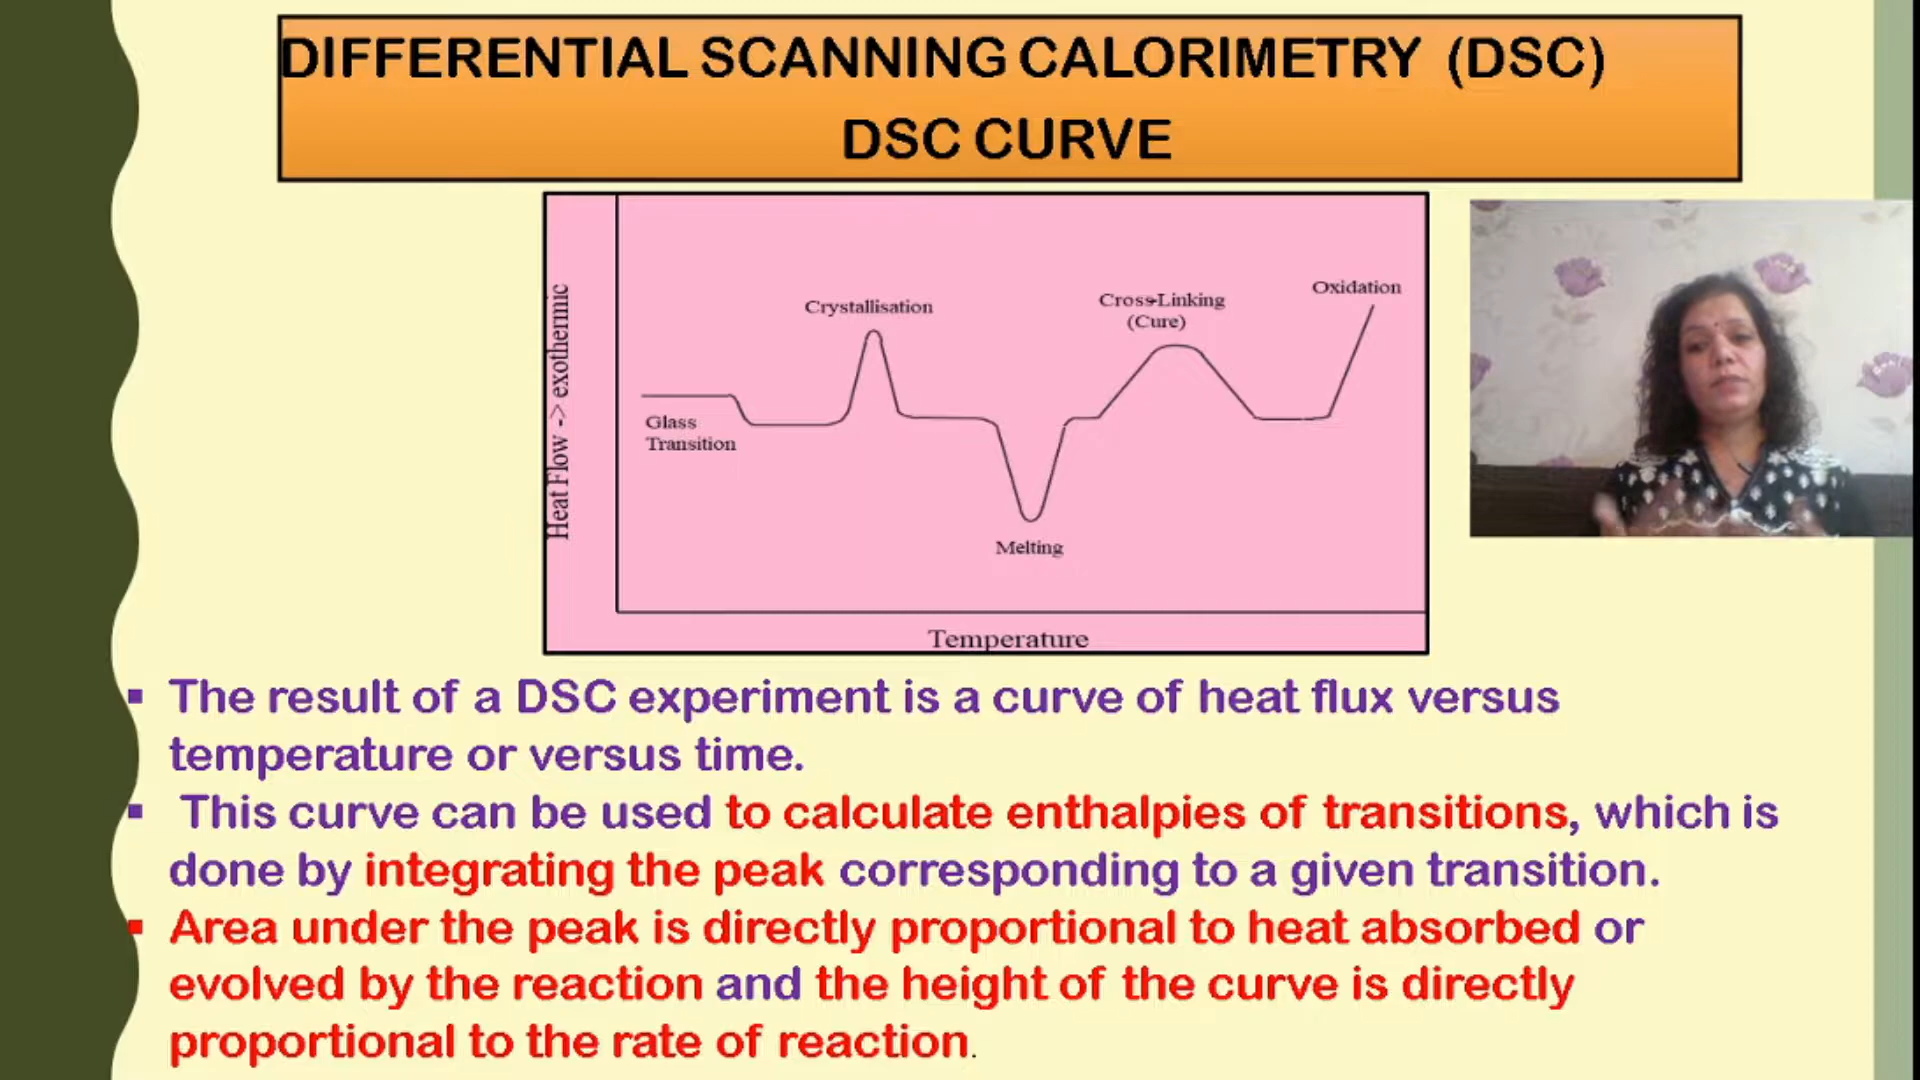 DIFFERENTIAL SCANNING CALORIMETRY (DSC)
DSC CURVE
Heat Flow -> exothermic
Crystallisation
Cross-Linking
(Cure)
Oxidation
Glass
Transition
Melting
Temperature
▪ The result of a DSC experiment is a curve of heat flux versus
temperature or versus time.
▪ This curve can be used to calculate enthalpies of transitions, which is
done by integrating the peak corresponding to a given transition.
▪ Area under the peak is directly proportional to heat absorbed or
evolved by the reaction and the height of the curve is directly
proportional to the rate of reaction.